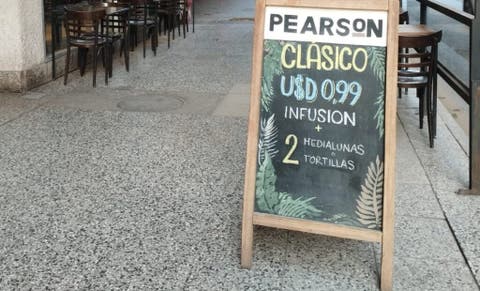 PEARSON
CLÁSICO
U$D 0,99
INFUSION
+
2 MEDIALUNAS
o
TORTILLAS